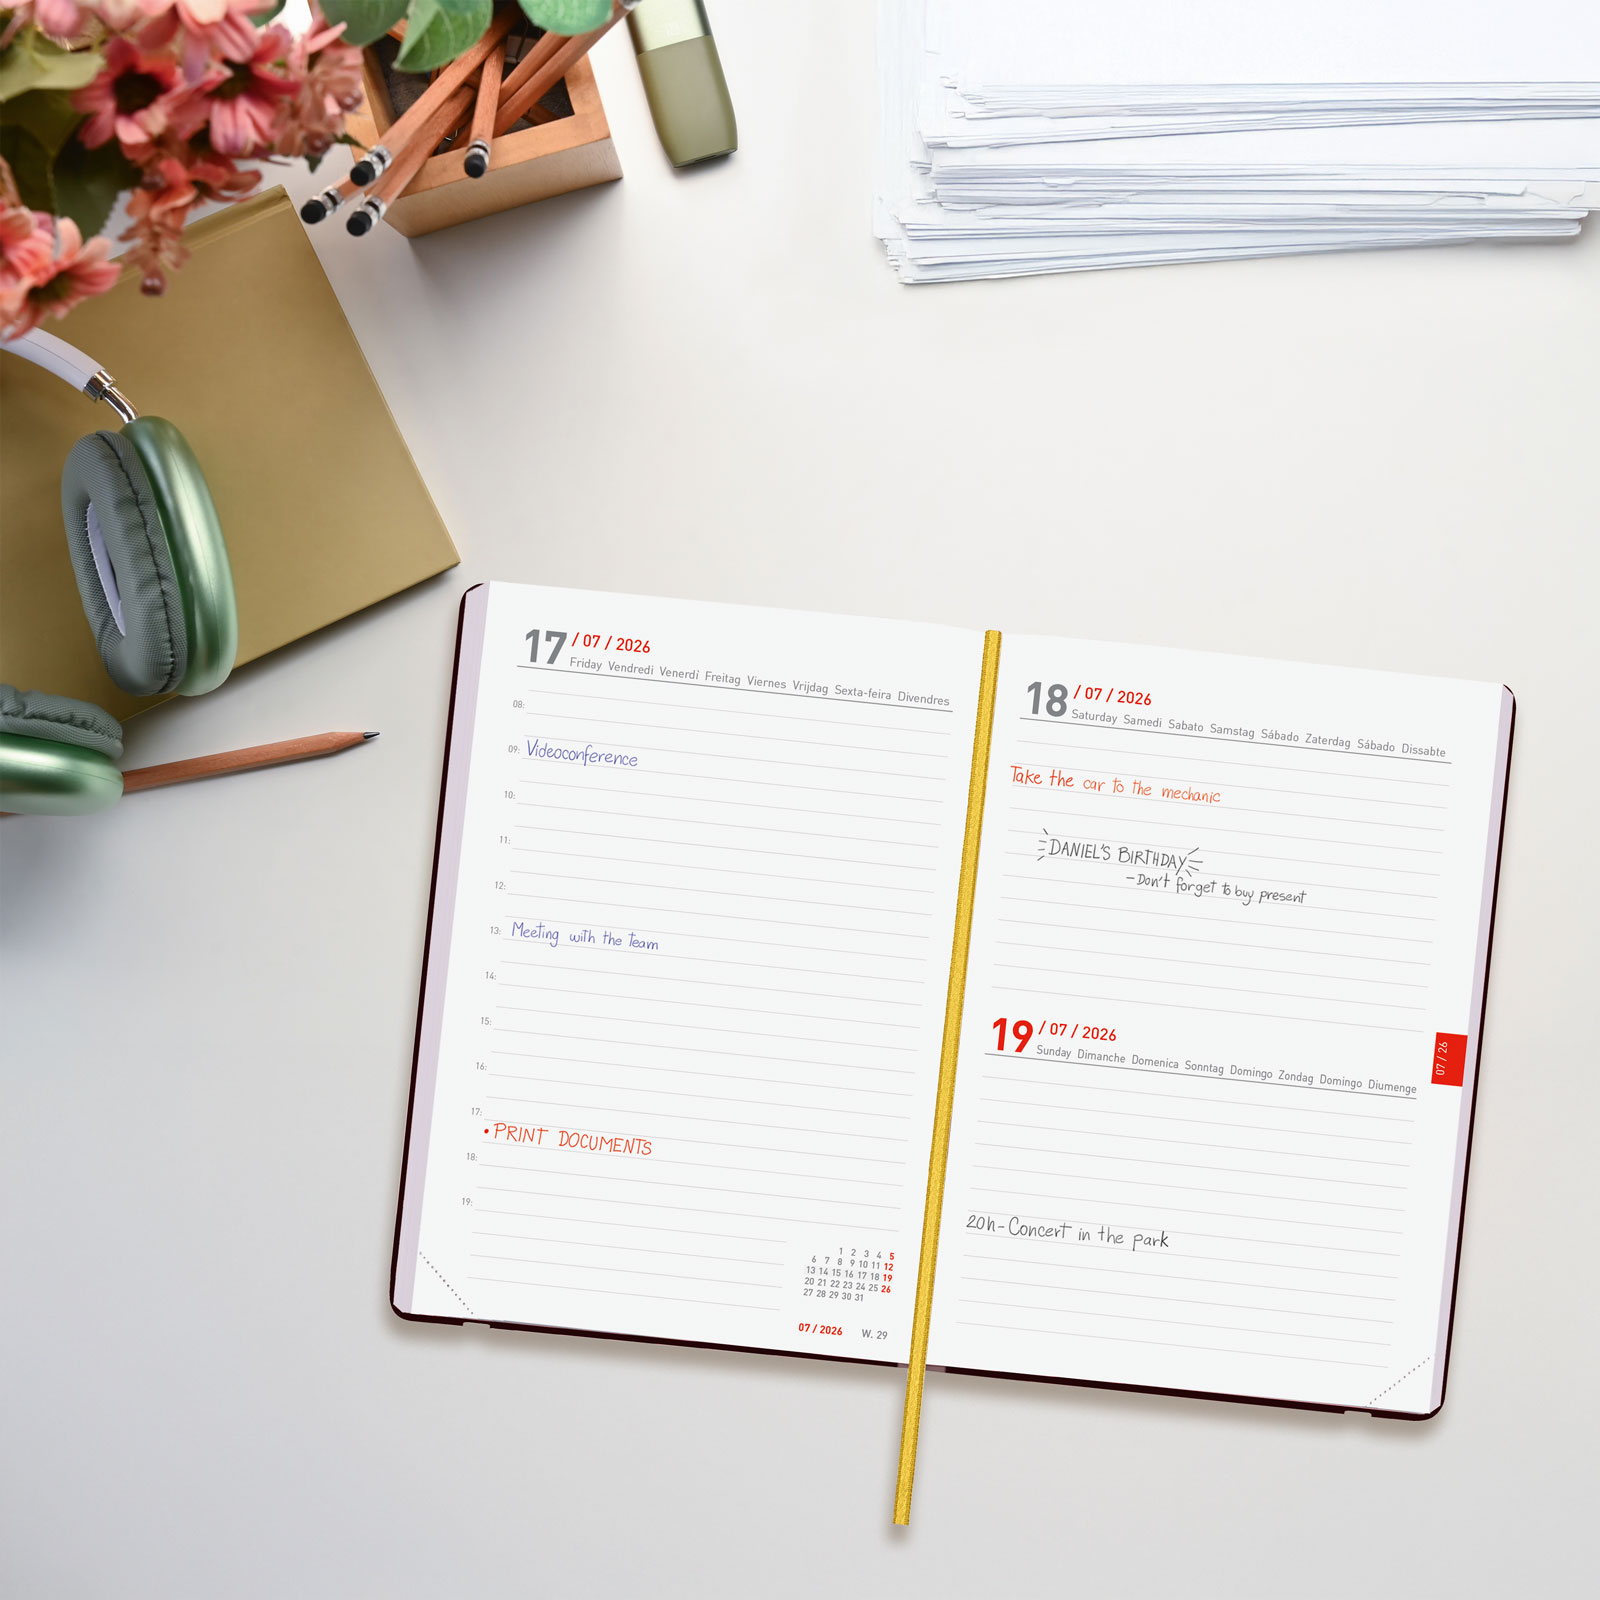 17 / 07 / 2026
Friday Vendredi Venerdì Freitag Viernes Vrijdag Sexta-feira Divendres
08:
09: Videoconference
10:
11:
12:
13: Meeting with the team
14:
15:
16:
17:
• PRINT DOCUMENTS
18:
19:
1 2 3 4 5
6 7 8 9 10 11 12
13 14 15 16 17 18 19
20 21 22 23 24 25 26
27 28 29 30 31
07 / 2026 W. 29
18 / 07 / 2026
Saturday Samedi Sabato Samstag Sábado Zaterdag Sábado Dissabte
Take the car to the mechanic
DANIEL'S BIRTHDAY
- Don't forget to buy present
19 / 07 / 2026
Sunday Dimanche Domenica Sonntag Domingo Zondag Domingo Diumenge
07 / 26
20h - Concert in the park